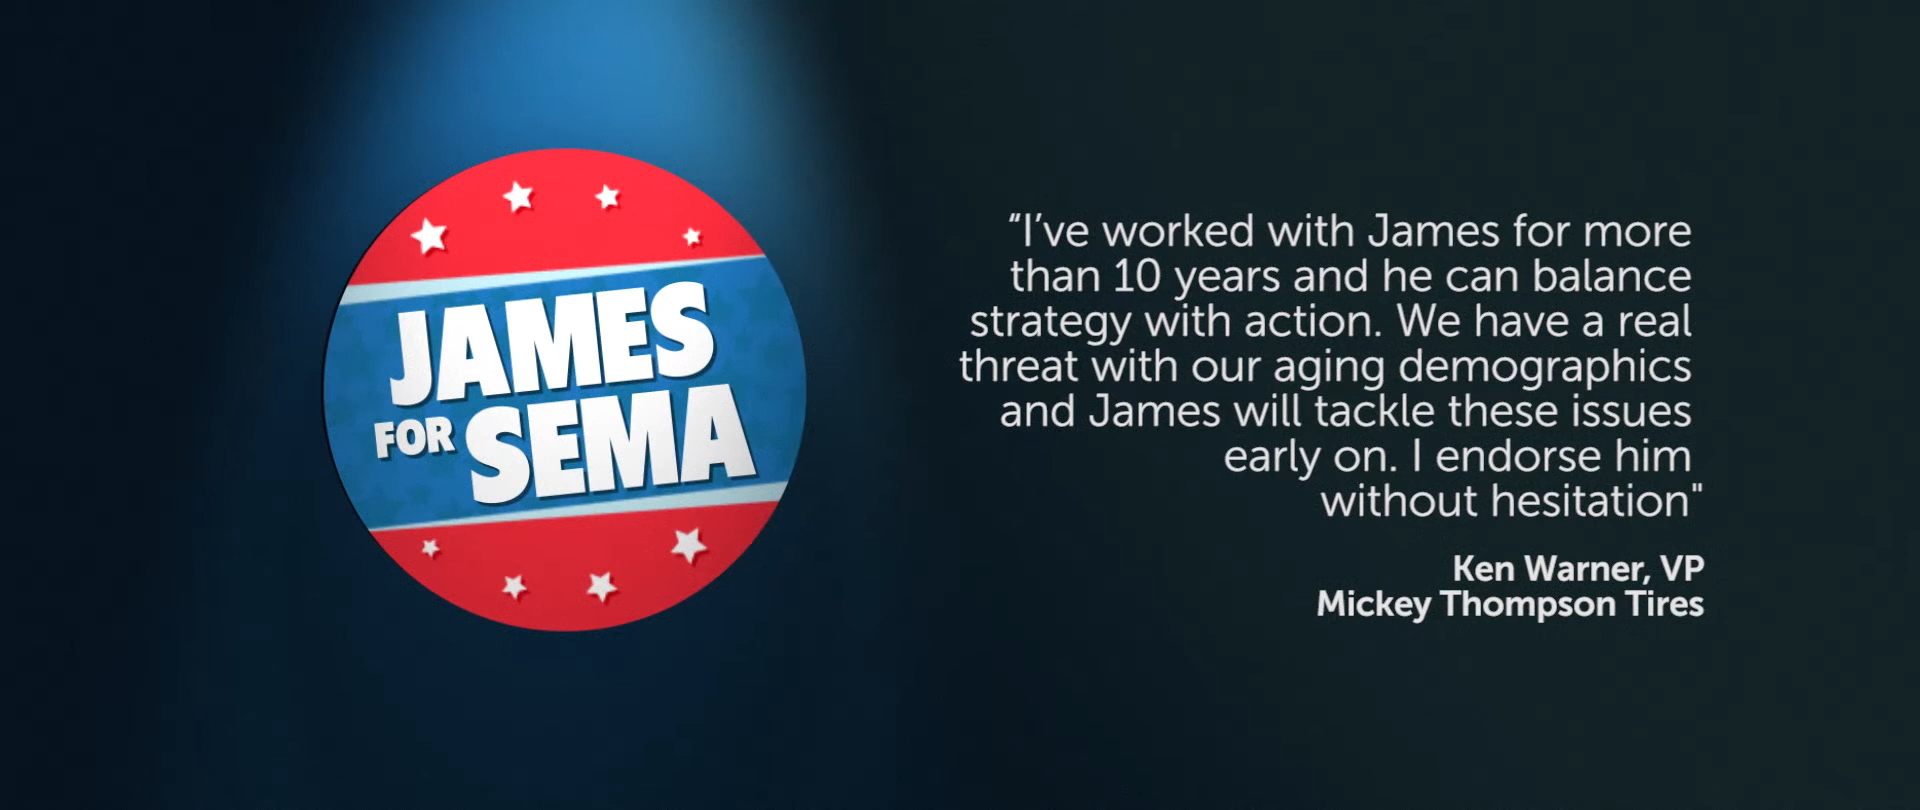 JAMES
FOR SEMA
“I’ve worked with James for more
than 10 years and he can balance
strategy with action. We have a real
threat with our aging demographics
and James will tackle these issues
early on. I endorse him
without hesitation"
Ken Warner, VP
Mickey Thompson Tires